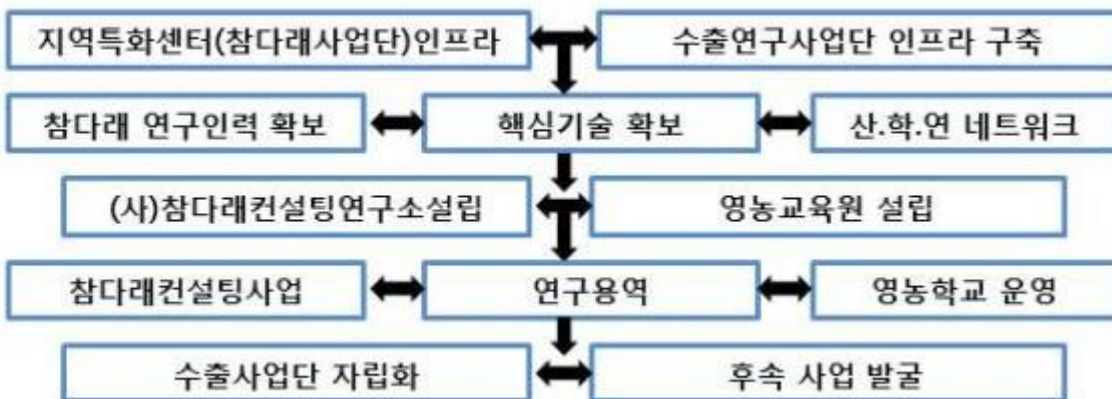 지역특화센터(참다래사업단)인프라
수출연구사업단 인프라 구축
참다래 연구인력 확보
핵심기술 확보
산.학.연 네트워크
(사)참다래컨설팅연구소설립
영농교육원 설립
참다래컨설팅사업
연구용역
영농학교 운영
수출사업단 자립화
후속 사업 발굴